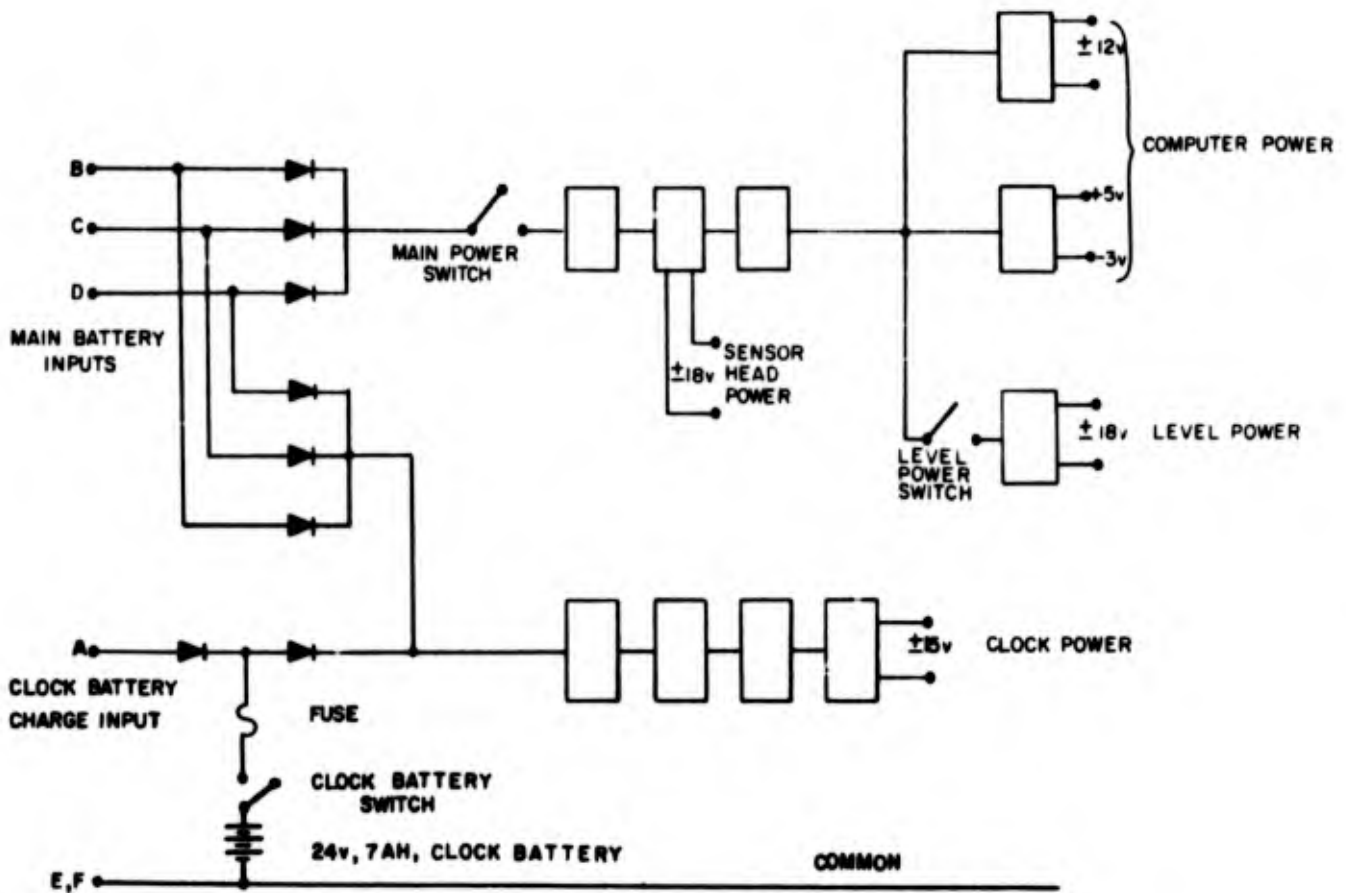 ± 12v
COMPUTER POWER
+5v
-3v
B
C
D
MAIN POWER
SWITCH
MAIN BATTERY
INPUTS
±18v
SENSOR
HEAD
POWER
± 18v LEVEL POWER
LEVEL
POWER
SWITCH
A
±15v CLOCK POWER
CLOCK BATTERY
CHARGE INPUT
FUSE
CLOCK BATTERY
SWITCH
24v, 7AH, CLOCK BATTERY
COMMON
E,F